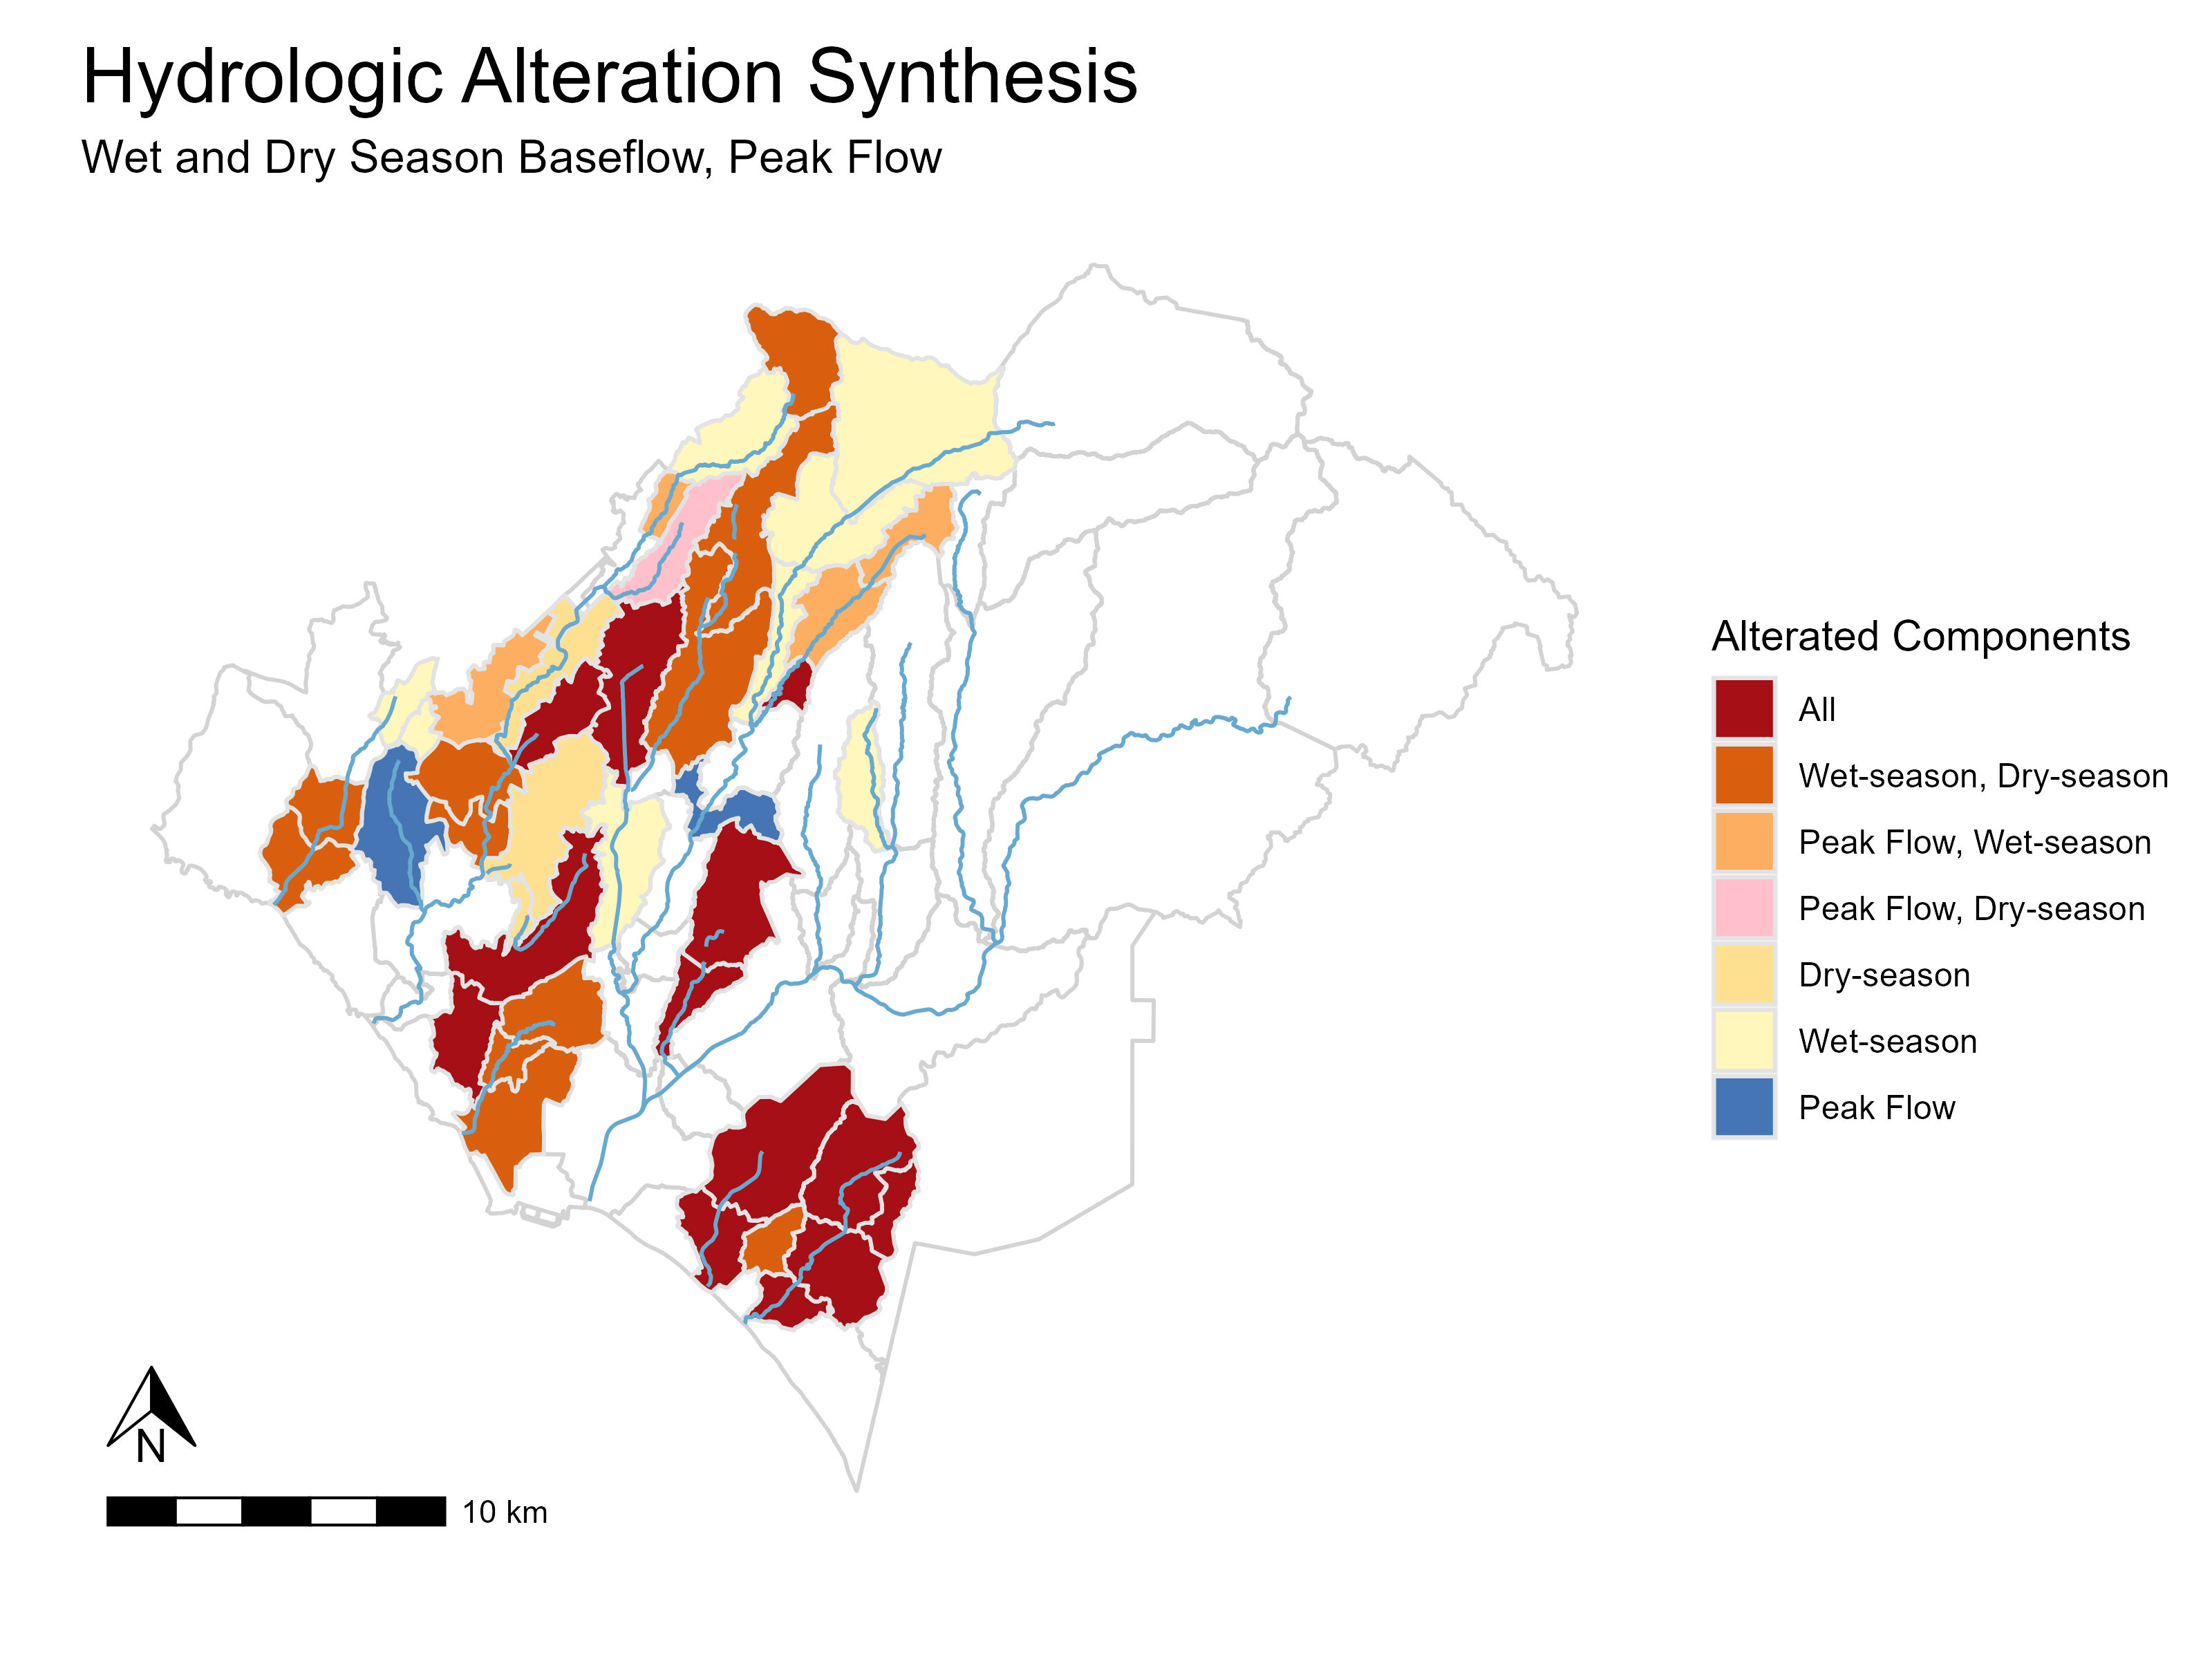 Hydrologic Alteration Synthesis
Wet and Dry Season Baseflow, Peak Flow
Alterated Components
All
Wet-season, Dry-season
Peak Flow, Wet-season
Peak Flow, Dry-season
Dry-season
Wet-season
Peak Flow
N
10 km